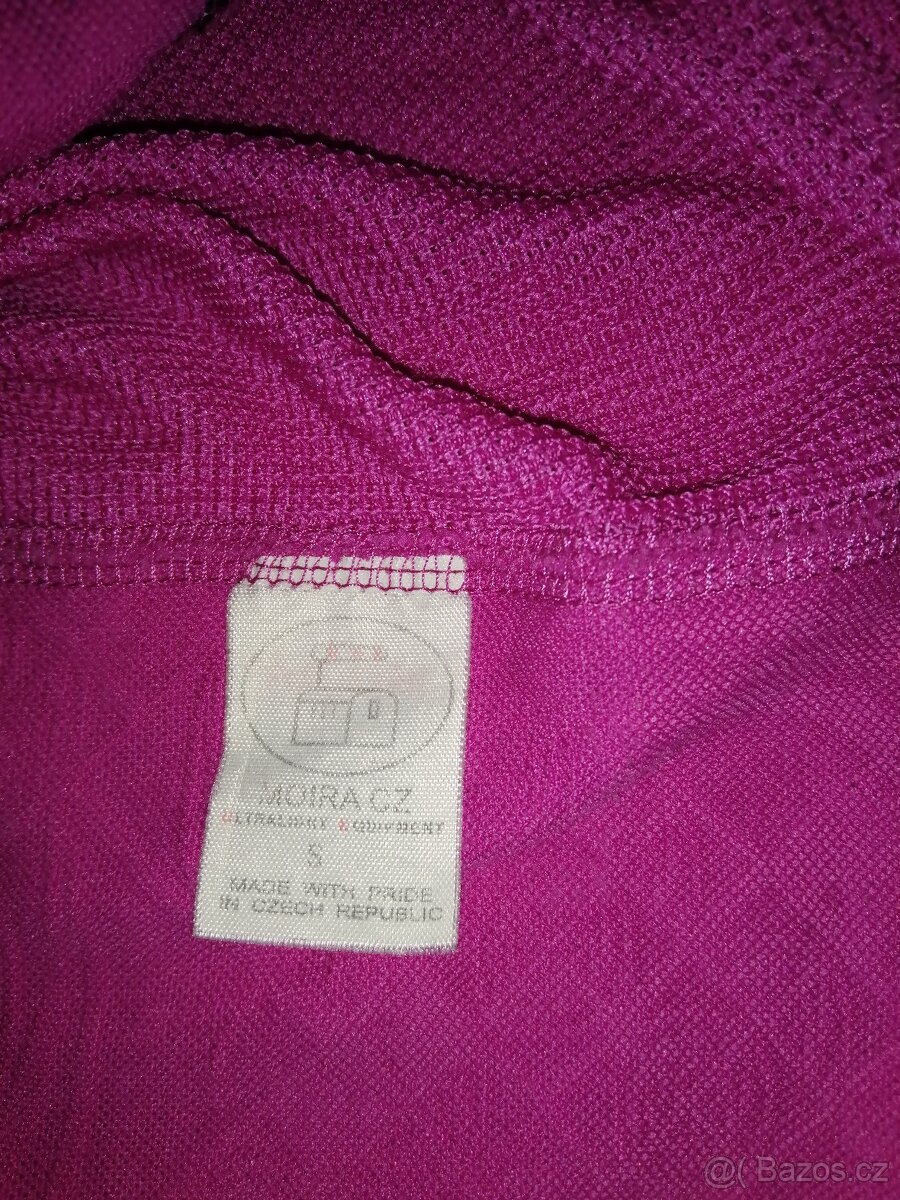 MOIRA CZ
ULTRALIGHT EQUIPMENT
S
MADE WITH PRIDE
IN CZECH REPUBLIC
@( Bazos.cz